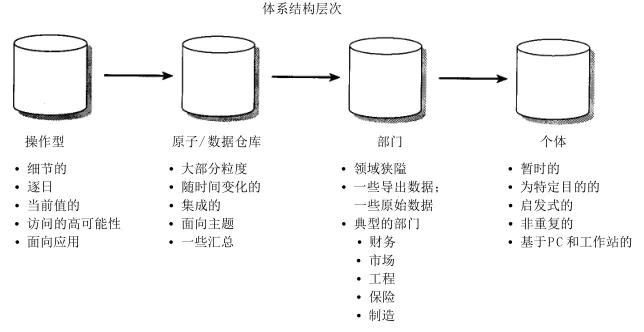 体系结构层次
操作型
• 细节的
• 逐日
• 当前值的
• 访问的高可能性
• 面向应用
原子/数据仓库
• 大部分粒度
• 随时间变化的
• 集成的
• 面向主题
• 一些汇总
部门
• 领域狭隘
• 一些导出数据；
一些原始数据
• 典型的部门
• 财务
• 市场
• 工程
• 保险
• 制造
个体
• 暂时的
• 为特定目的的
• 启发式的
• 非重复的
• 基于PC和工作站的